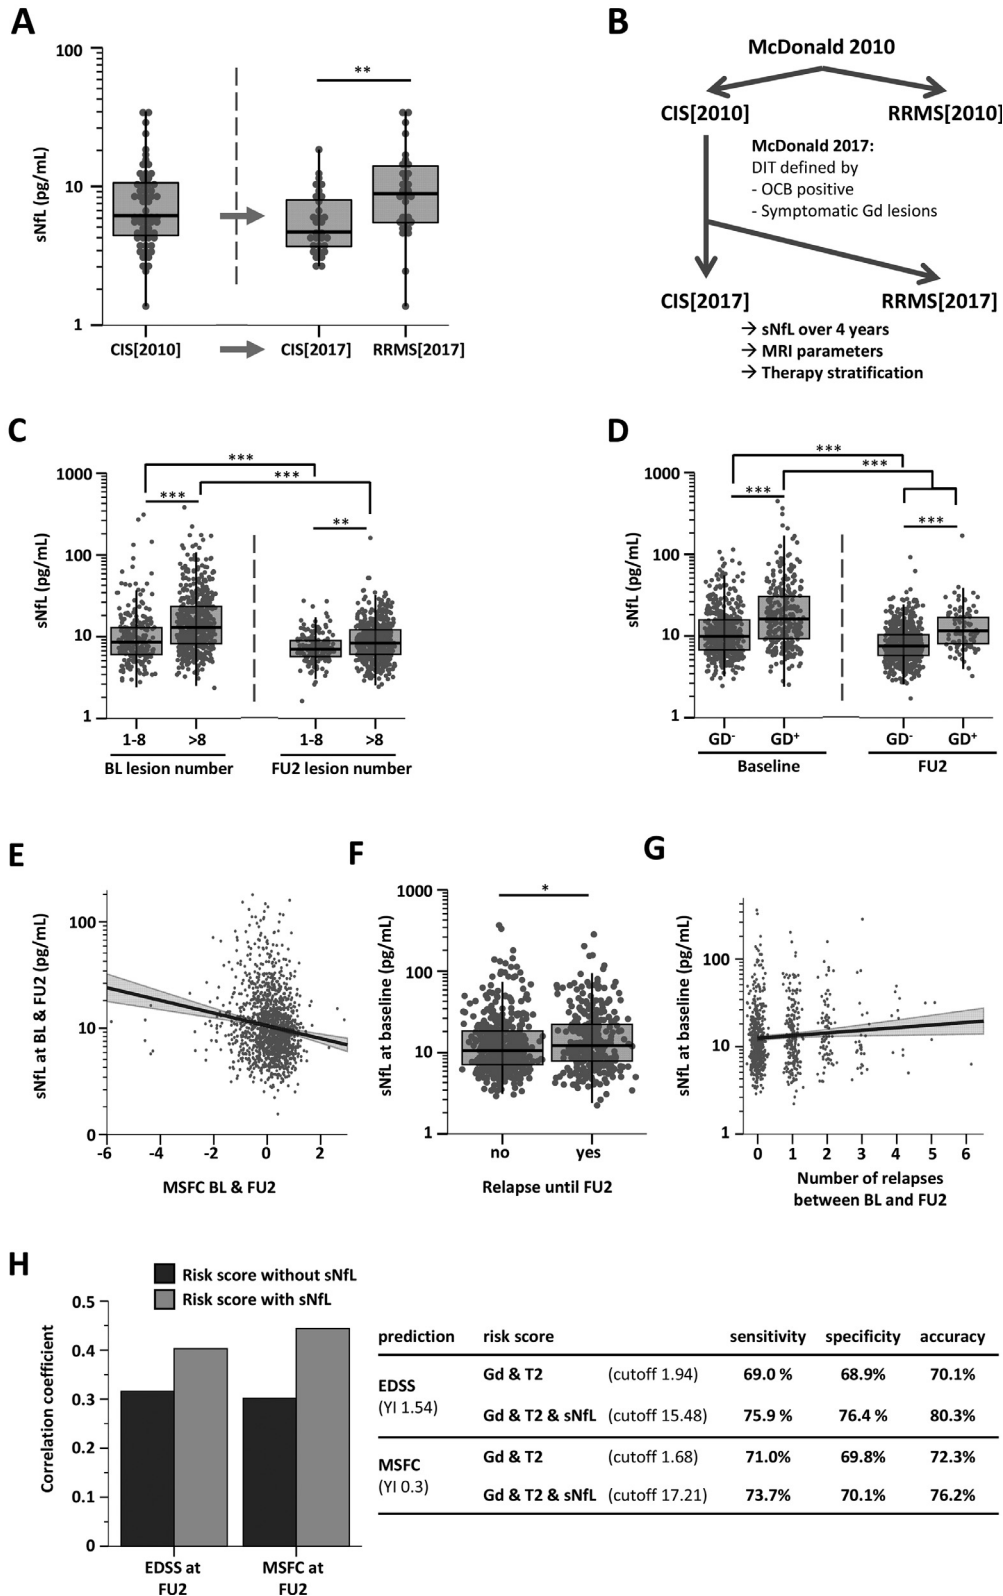 A
100
10
1
sNfL (pg/mL)
**
CIS[2010]
CIS[2017]
RRMS[2017]
B
McDonald 2010
CIS[2010]
RRMS[2010]
McDonald 2017:
DIT defined by
- OCB positive
- Symptomatic Gd lesions
CIS[2017]
RRMS[2017]
→ sNfL over 4 years
→ MRI parameters
→ Therapy stratification
C
1000
100
10
1
sNfL (pg/mL)
***
***
***
**
1-8
>8
1-8
>8
BL lesion number
FU2 lesion number
D
1000
100
10
1
sNfL (pg/mL)
***
***
***
***
GD-
GD+
GD-
GD+
Baseline
FU2
E
100
10
0
sNfL at BL & FU2 (pg/mL)
-6
-4
-2
0
2
MSFC BL & FU2
F
1000
100
10
1
sNfL at baseline (pg/mL)
*
no
yes
Relapse until FU2
G
100
10
1
sNfL at baseline (pg/mL)
0 1 2 3 4 5 6
Number of relapses
between BL and FU2
H
Risk score without sNfL
Risk score with sNfL
0.5
0.4
0.3
0.2
0.1
0
Correlation coefficient
EDSS at
FU2
MSFC at
FU2
prediction risk score sensitivity specificity accuracy
EDSS
(YI 1.54)
Gd & T2 (cutoff 1.94) 69.0 % 68.9% 70.1%
Gd & T2 & sNfL (cutoff 15.48) 75.9 % 76.4 % 80.3%
MSFC
(YI 0.3)
Gd & T2 (cutoff 1.68) 71.0% 69.8% 72.3%
Gd & T2 & sNfL (cutoff 17.21) 73.7% 70.1% 76.2%